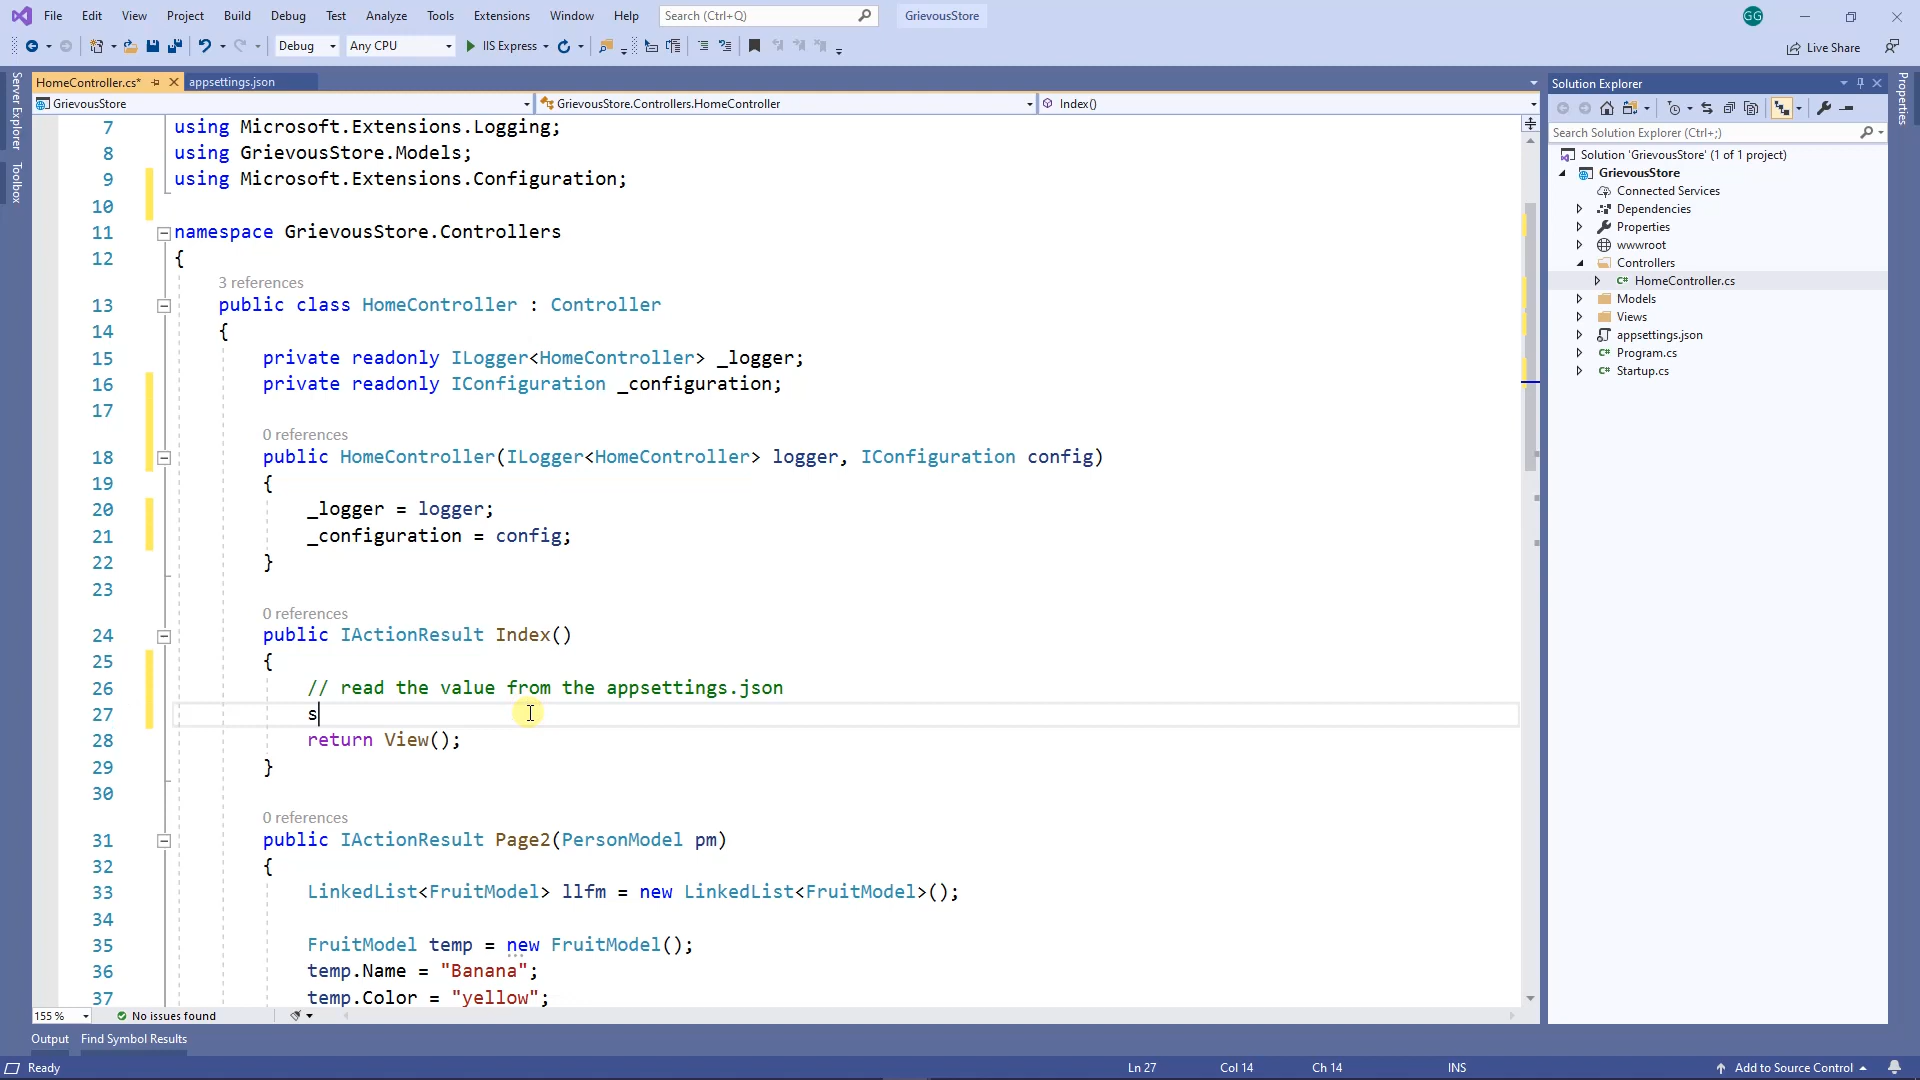 File Edit View Project Build Debug Test Analyze Tools Extensions Window Help Search (Ctrl+Q) GrievousStore GG
Debug Any CPU IIS Express Live Share
HomeController.cs* appsettings.json
GrievousStore GrievousStore.Controllers.HomeController Index()
Server Explorer
Toolbox
7 using Microsoft.Extensions.Logging;
8 using GrievousStore.Models;
9 using Microsoft.Extensions.Configuration;
10
11 namespace GrievousStore.Controllers
12 {
3 references
13 public class HomeController : Controller
14 {
15 private readonly ILogger<HomeController> _logger;
16 private readonly IConfiguration _configuration;
17
0 references
18 public HomeController(ILogger<HomeController> logger, IConfiguration config)
19 {
20 _logger = logger;
21 _configuration = config;
22 }
23
0 references
24 public IActionResult Index()
25 {
26 // read the value from the appsettings.json
27 s
28 return View();
29 }
30
0 references
31 public IActionResult Page2(PersonModel pm)
32 {
33 LinkedList<FruitModel> llfm = new LinkedList<FruitModel>();
34
35 FruitModel temp = new FruitModel();
36 temp.Name = "Banana";
37 temp.Color = "yellow";
155 % No issues found
Output Find Symbol Results
Ready Ln 27 Col 14 Ch 14 INS Add to Source Control
Solution Explorer
Search Solution Explorer (Ctrl+;)
Solution 'GrievousStore' (1 of 1 project)
GrievousStore
Connected Services
Dependencies
Properties
wwwroot
Controllers
C# HomeController.cs
Models
Views
appsettings.json
C# Program.cs
C# Startup.cs
Properties